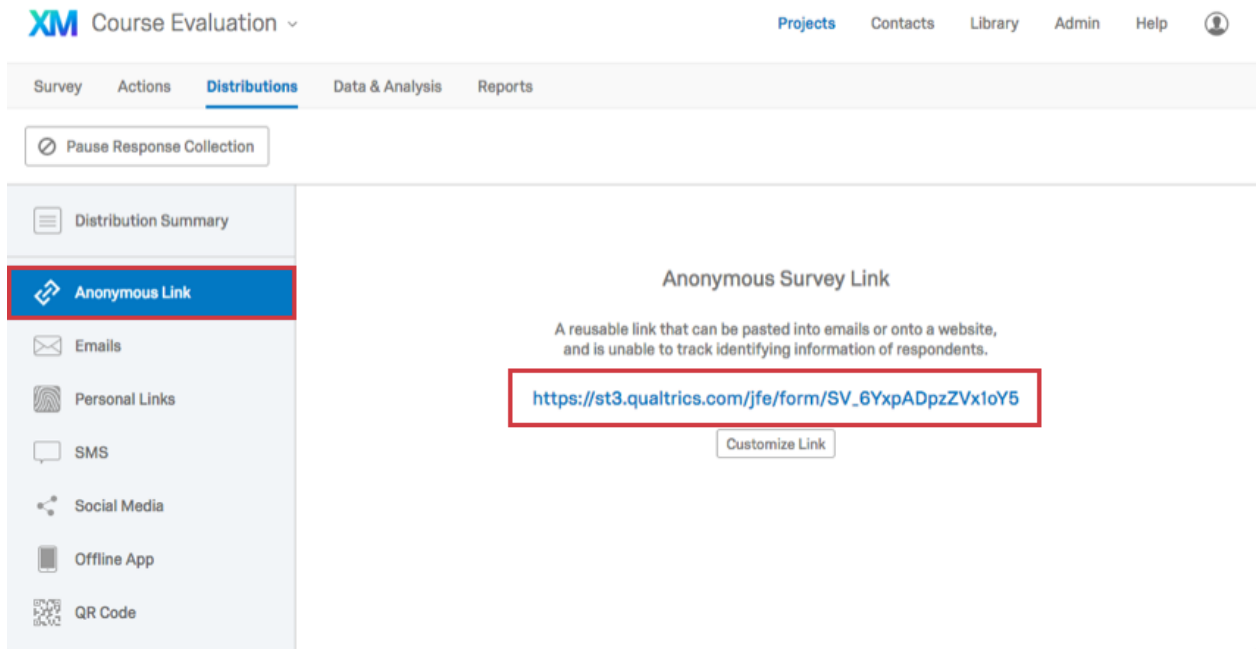 XM Course Evaluation
Projects Contacts Library Admin Help
Survey Actions Distributions Data & Analysis Reports
Pause Response Collection
Distribution Summary
Anonymous Link
Emails
Personal Links
SMS
Social Media
Offline App
QR Code
Anonymous Survey Link
A reusable link that can be pasted into emails or onto a website,
and is unable to track identifying information of respondents.
https://st3.qualtrics.com/jfe/form/SV_6YxpADpzZVx1oY5
Customize Link